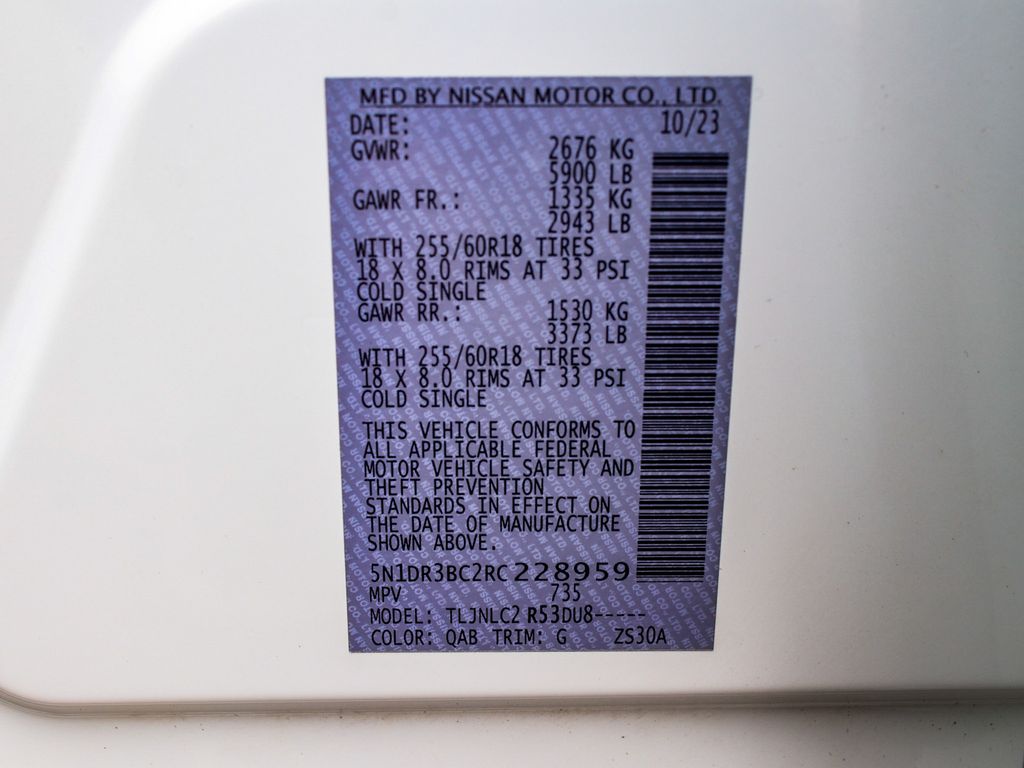 MFD BY NISSAN MOTOR CO., LTD.
DATE: 10/23
GVWR: 2676 KG
5900 LB
GAWR FR.: 1335 KG
2943 LB
WITH 255/60R18 TIRES
18 X 8.0 RIMS AT 33 PSI
COLD SINGLE
GAWR RR.: 1530 KG
3373 LB
WITH 255/60R18 TIRES
18 X 8.0 RIMS AT 33 PSI
COLD SINGLE
THIS VEHICLE CONFORMS TO
ALL APPLICABLE FEDERAL
MOTOR VEHICLE SAFETY AND
THEFT PREVENTION
STANDARDS IN EFFECT ON
THE DATE OF MANUFACTURE
SHOWN ABOVE.
5N1DR3BC2RC228959
MPV 735
MODEL: TLJNLC2 R53DU8-----
COLOR: QAB TRIM: G ZS30A